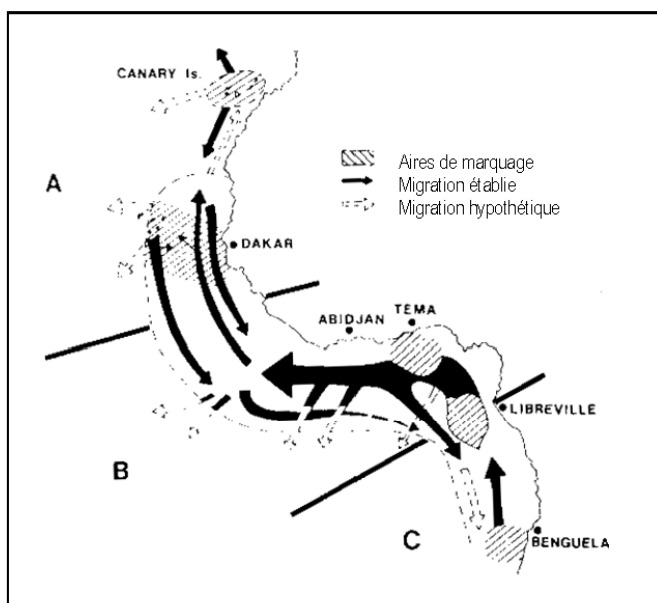 CANARY Is.
Aires de marquage
Migration établie
Migration hypothétique
A
DAKAR
ABIDJAN
TEMA
LIBREVILLE
B
C
BENGUELA